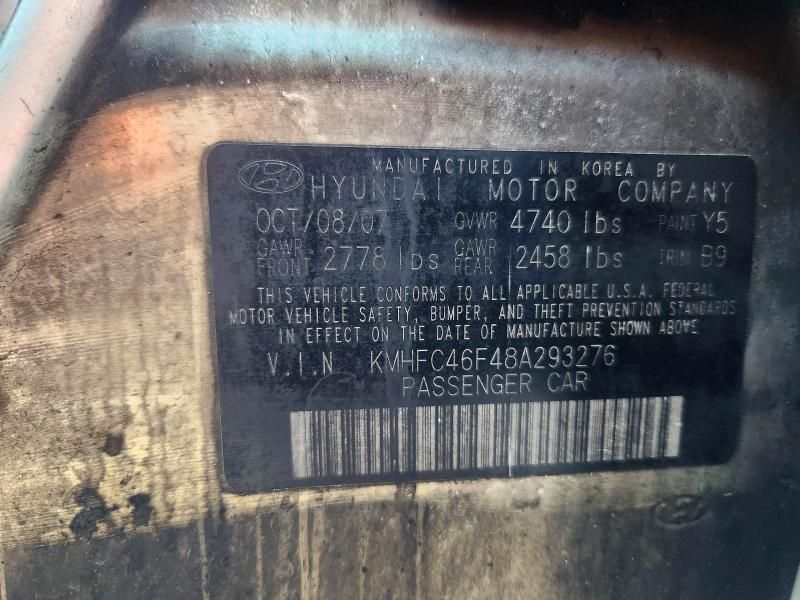 MANUFACTURED IN KOREA BY
HYUNDAI MOTOR COMPANY
OCT/08/07 GVWR 4740 lbs PAINT Y5
GAWR FRONT 2778 lbs GAWR REAR 2458 lbs TRIM B9
THIS VEHICLE CONFORMS TO ALL APPLICABLE U.S.A. FEDERAL
MOTOR VEHICLE SAFETY, BUMPER, AND THEFT PREVENTION STANDARDS
IN EFFECT ON THE DATE OF MANUFACTURE SHOWN ABOVE
V.I.N KMHFC46F48A293276
PASSENGER CAR